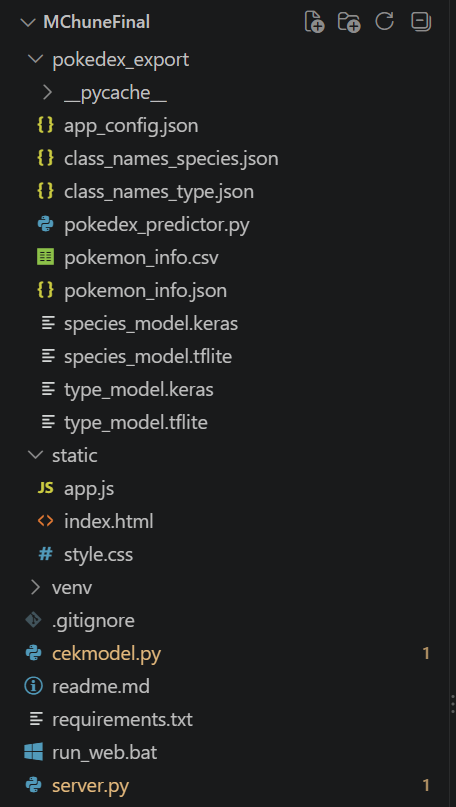 MChuneFinal
pokedex_export
__pycache__
{} app_config.json
{} class_names_species.json
{} class_names_type.json
pokedex_predictor.py
pokemon_info.csv
{} pokemon_info.json
species_model.keras
species_model.tflite
type_model.keras
type_model.tflite
static
JS app.js
<> index.html
# style.css
venv
.gitignore
cekmodel.py 1
readme.md
requirements.txt
run_web.bat
server.py 1